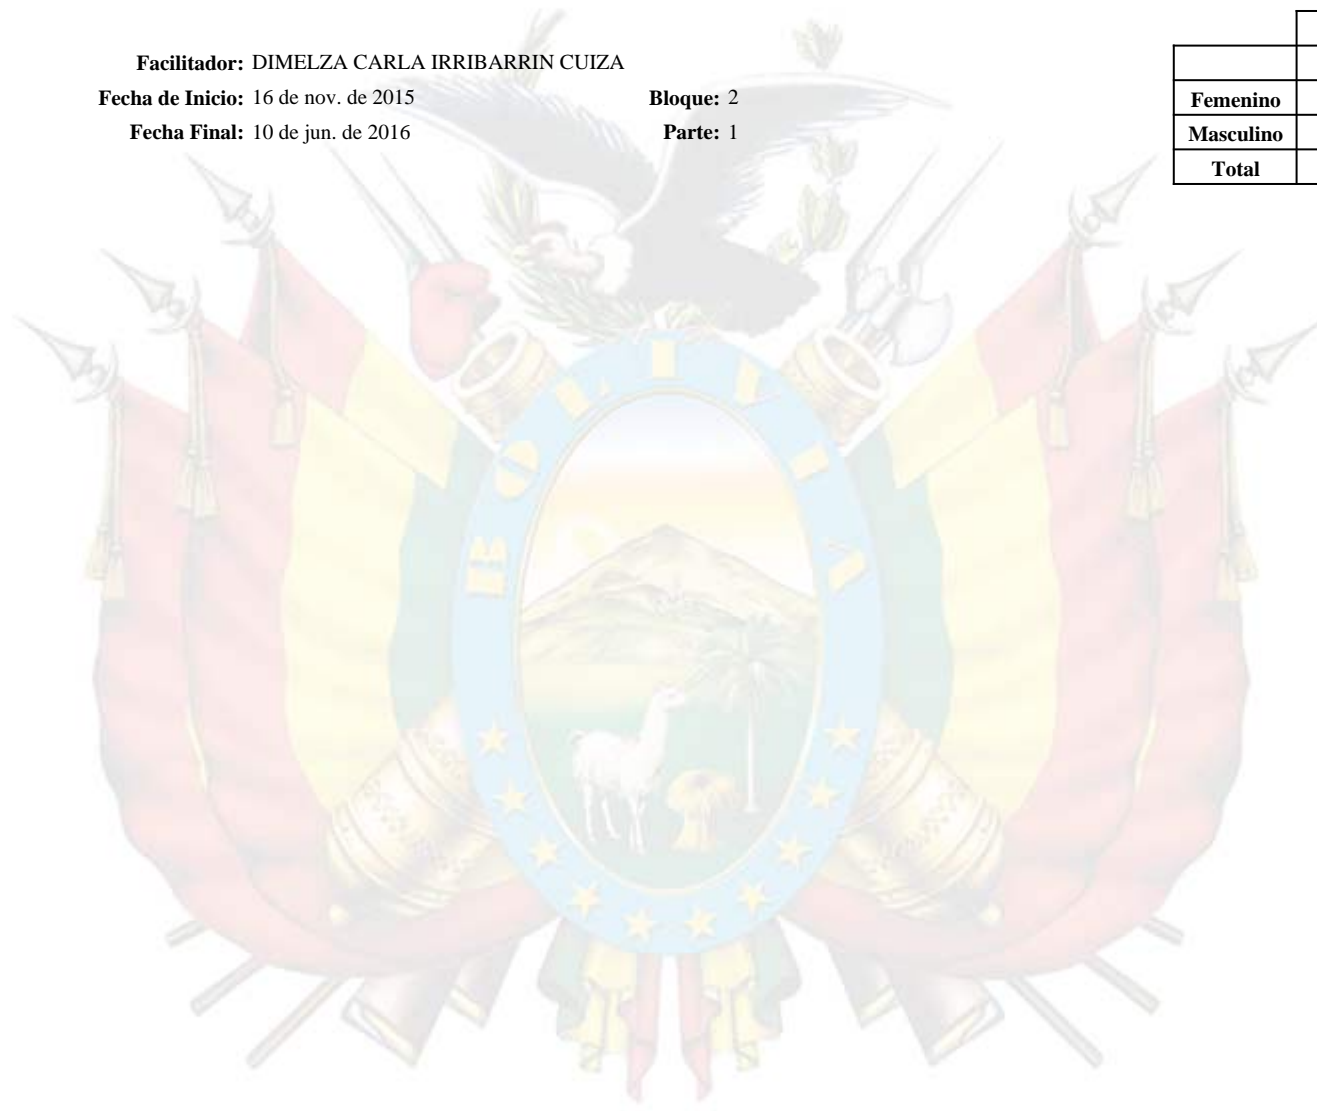 Facilitador: DIMELZA CARLA IRRIBARRIN CUIZA
Fecha de Inicio: 16 de nov. de 2015 Bloque: 2
Fecha Final: 10 de jun. de 2016 Parte: 1
Femenino
Masculino
Total
BOLIVIA